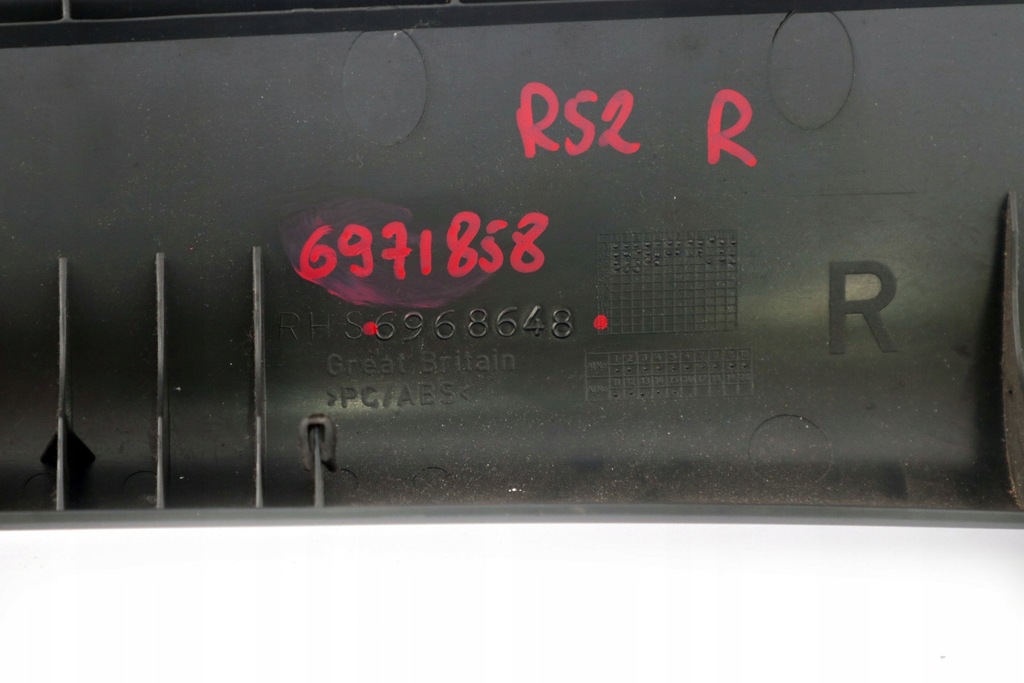 R52 R
6971858
RHS6968648
R
Great Britain
>PC/ABS<